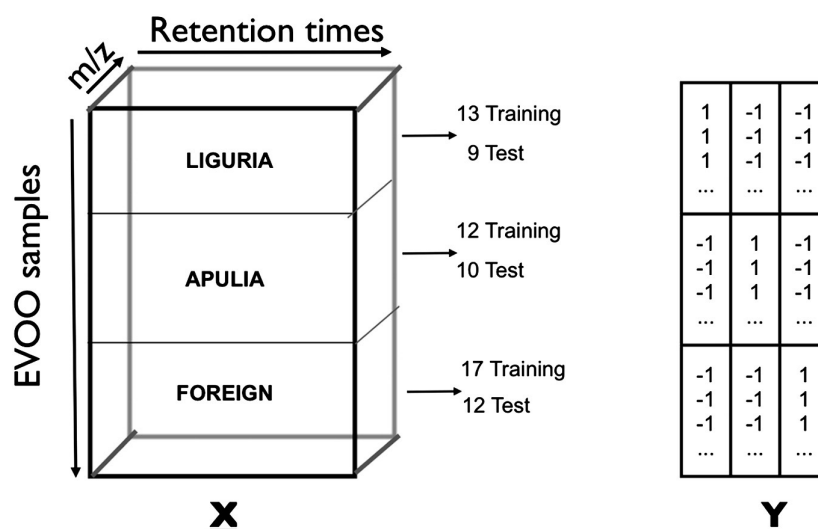 Retention times
m/z
EVOO samples
LIGURIA
13 Training
9 Test
APULIA
12 Training
10 Test
FOREIGN
17 Training
12 Test
X
1 -1 -1
1 -1 -1
1 -1 -1
... ... ...
-1 1 -1
-1 1 -1
-1 1 -1
... ... ...
-1 -1 1
-1 -1 1
-1 -1 1
... ... ...
Y